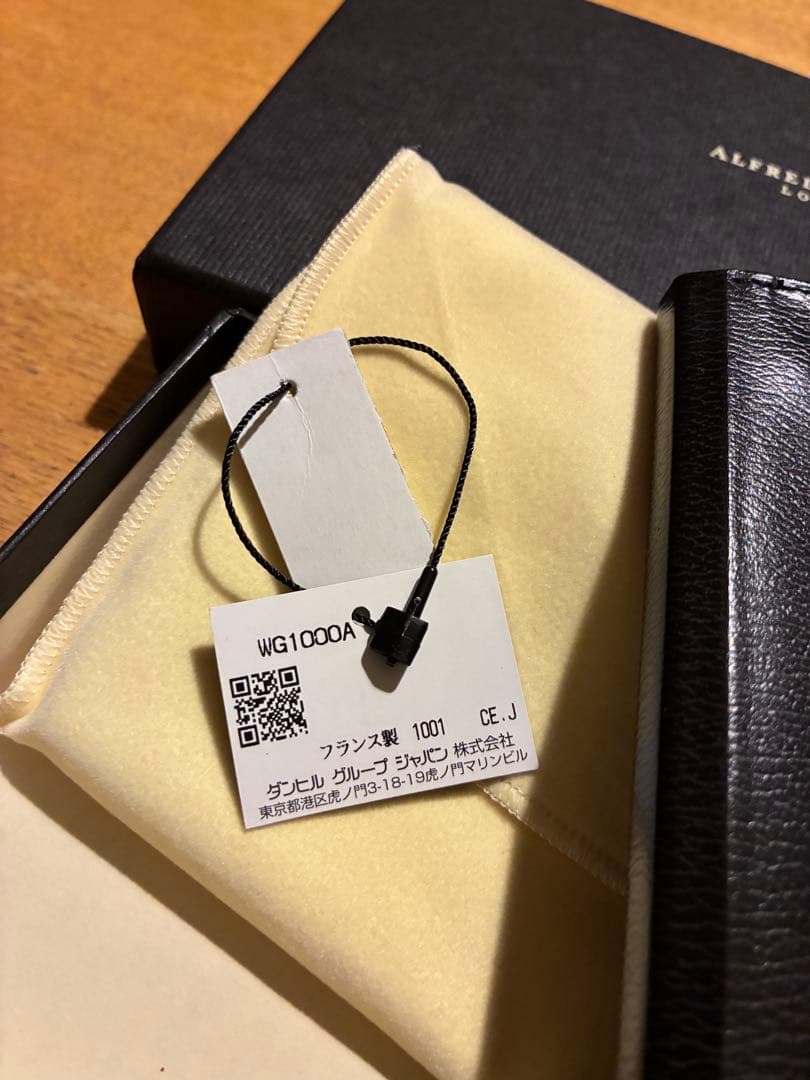 ALFRED
LO
WG1000A
フランス製 1001 CE.J
ダンヒル グループ ジャパン 株式会社
東京都港区虎ノ門3-18-19虎ノ門マリンビル